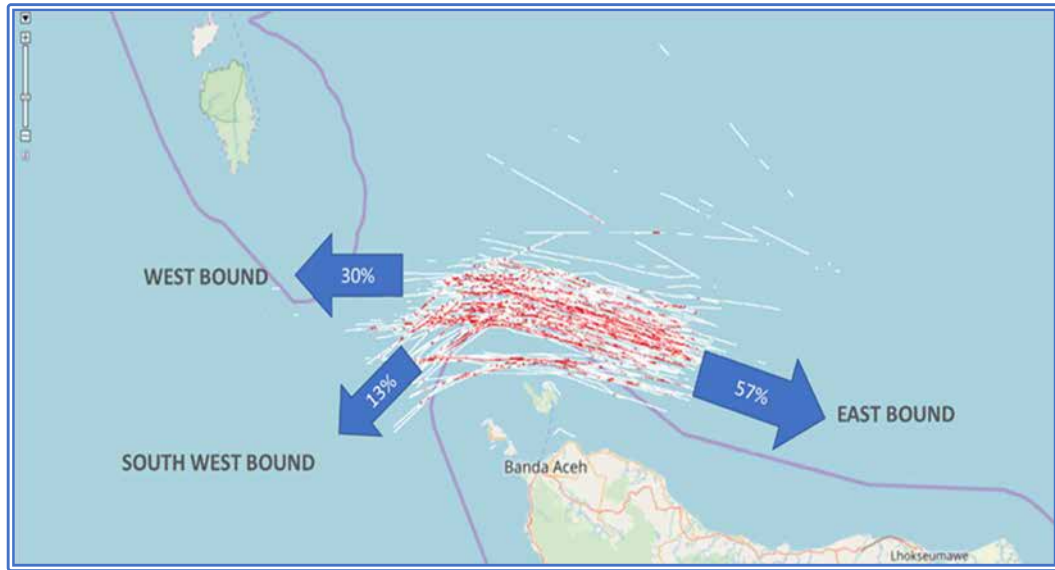 WEST BOUND
30%
13%
57%
EAST BOUND
SOUTH WEST BOUND
Banda Aceh
Lhokseumawe